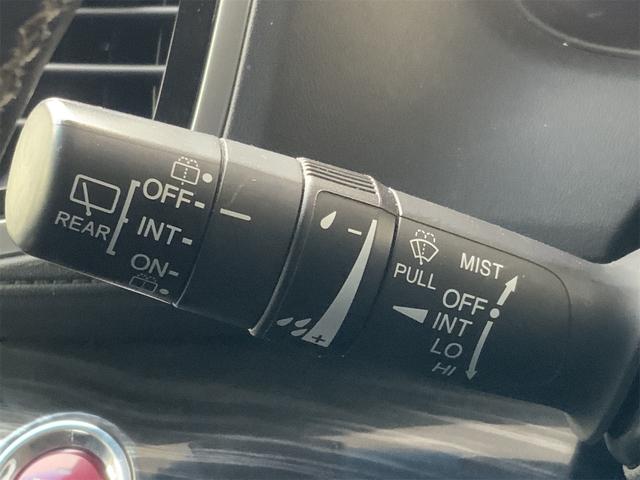 OFF-
INT-
ON-
REAR
-
+
PULL
MIST
OFF
INT
LO
HI